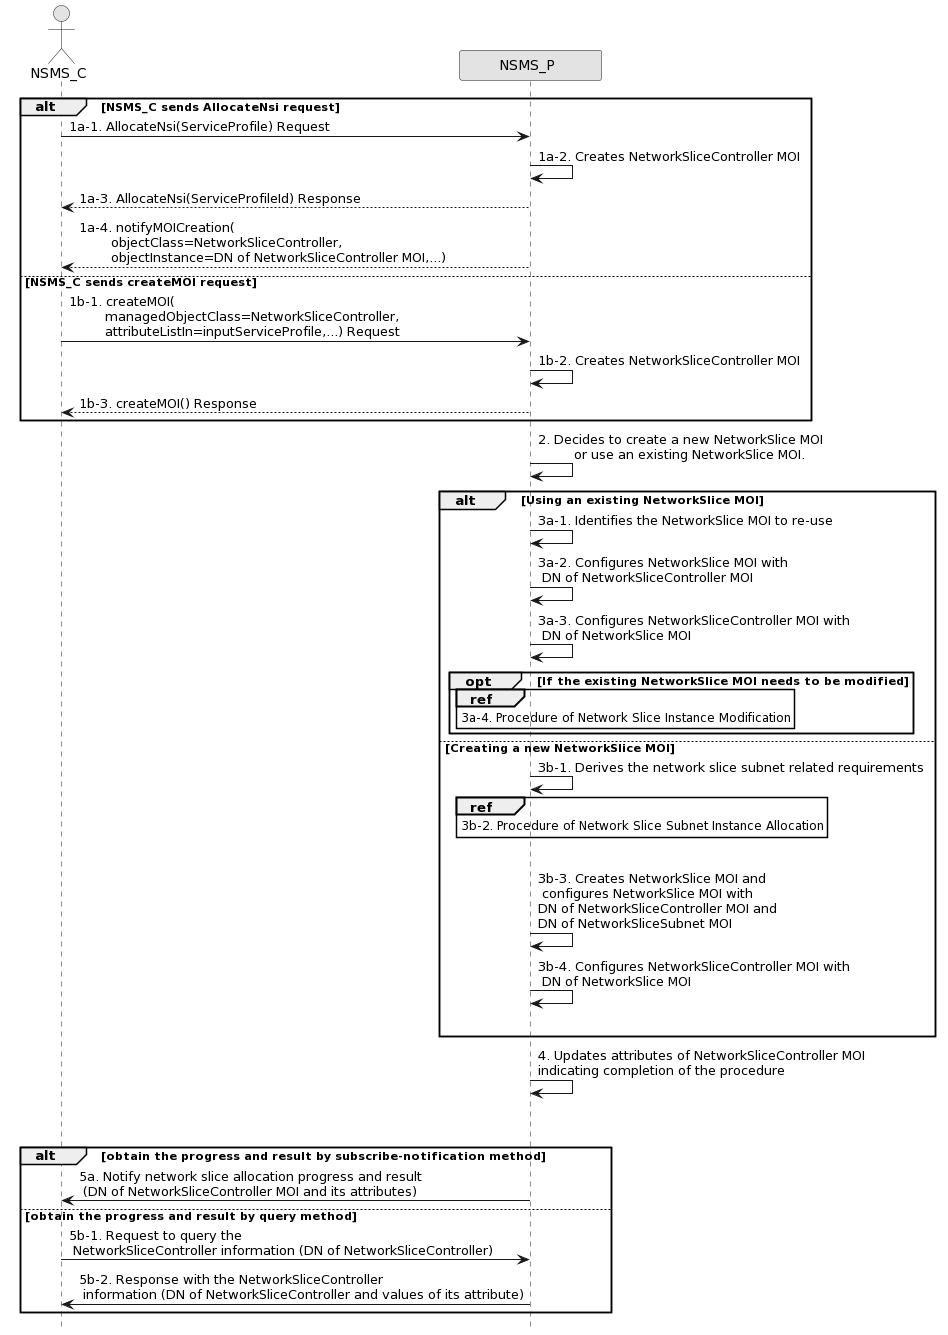 NSMS_C
NSMS_P
alt
[NSMS_C sends AllocateNsi request]
1a-1. AllocateNsi(ServiceProfile) Request
1a-2. Creates NetworkSliceController MOI
1a-3. AllocateNsi(ServiceProfileId) Response
1a-4. notifyMOICreation(
objectClass=NetworkSliceController,
objectInstance=DN of NetworkSliceController MOI,...)
[NSMS_C sends createMOI request]
1b-1. createMOI(
managedObjectClass=NetworkSliceController,
attributeListIn=inputServiceProfile,...) Request
1b-2. Creates NetworkSliceController MOI
1b-3. createMOI() Response
2. Decides to create a new NetworkSlice MOI
or use an existing NetworkSlice MOI.
alt
[Using an existing NetworkSlice MOI]
3a-1. Identifies the NetworkSlice MOI to re-use
3a-2. Configures NetworkSlice MOI with
DN of NetworkSliceController MOI
3a-3. Configures NetworkSliceController MOI with
DN of NetworkSlice MOI
opt
[If the existing NetworkSlice MOI needs to be modified]
ref
3a-4. Procedure of Network Slice Instance Modification
[Creating a new NetworkSlice MOI]
3b-1. Derives the network slice subnet related requirements
ref
3b-2. Procedure of Network Slice Subnet Instance Allocation
3b-3. Creates NetworkSlice MOI and
configures NetworkSlice MOI with
DN of NetworkSliceController MOI and
DN of NetworkSliceSubnet MOI
3b-4. Configures NetworkSliceController MOI with
DN of NetworkSlice MOI
4. Updates attributes of NetworkSliceController MOI
indicating completion of the procedure
alt
[obtain the progress and result by subscribe-notification method]
5a. Notify network slice allocation progress and result
(DN of NetworkSliceController MOI and its attributes)
[obtain the progress and result by query method]
5b-1. Request to query the
NetworkSliceController information (DN of NetworkSliceController)
5b-2. Response with the NetworkSliceController
information (DN of NetworkSliceController and values of its attribute)